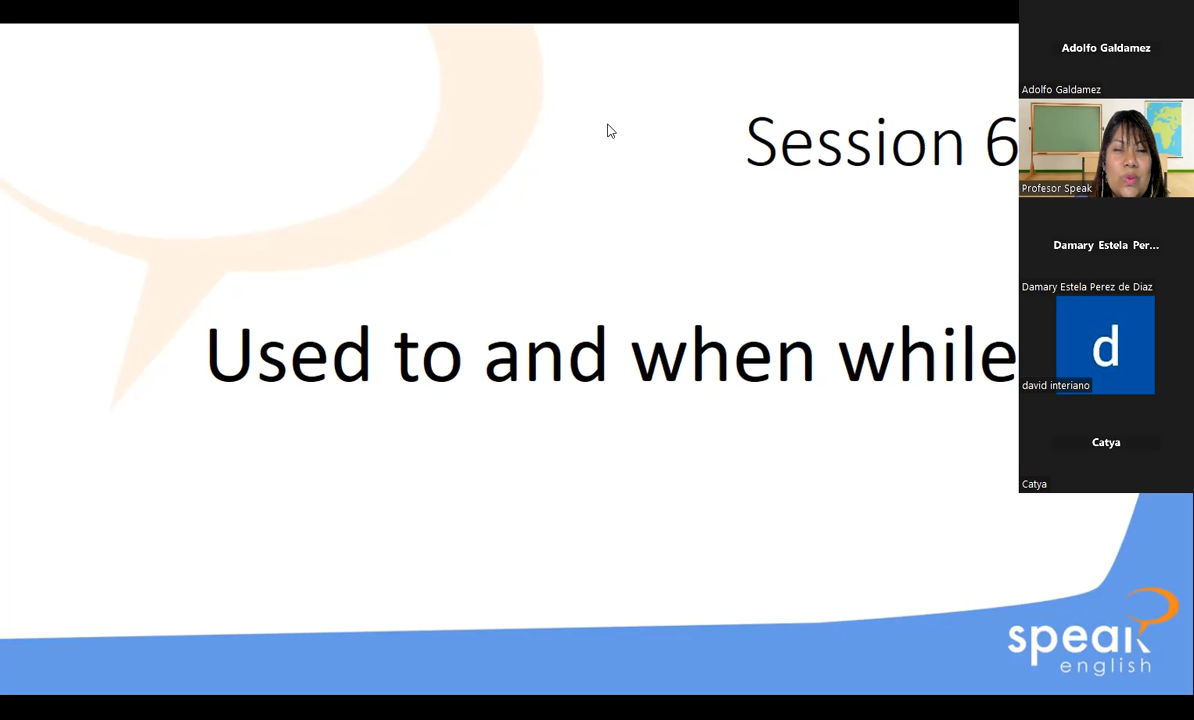 Session 6
Used to and when while
speak
english
Adolfo Galdamez
Adolfo Galdamez
Profesor Speak
Damary Estela Per...
Damary Estela Perez de Diaz
d
david interiano
Catya
Catya